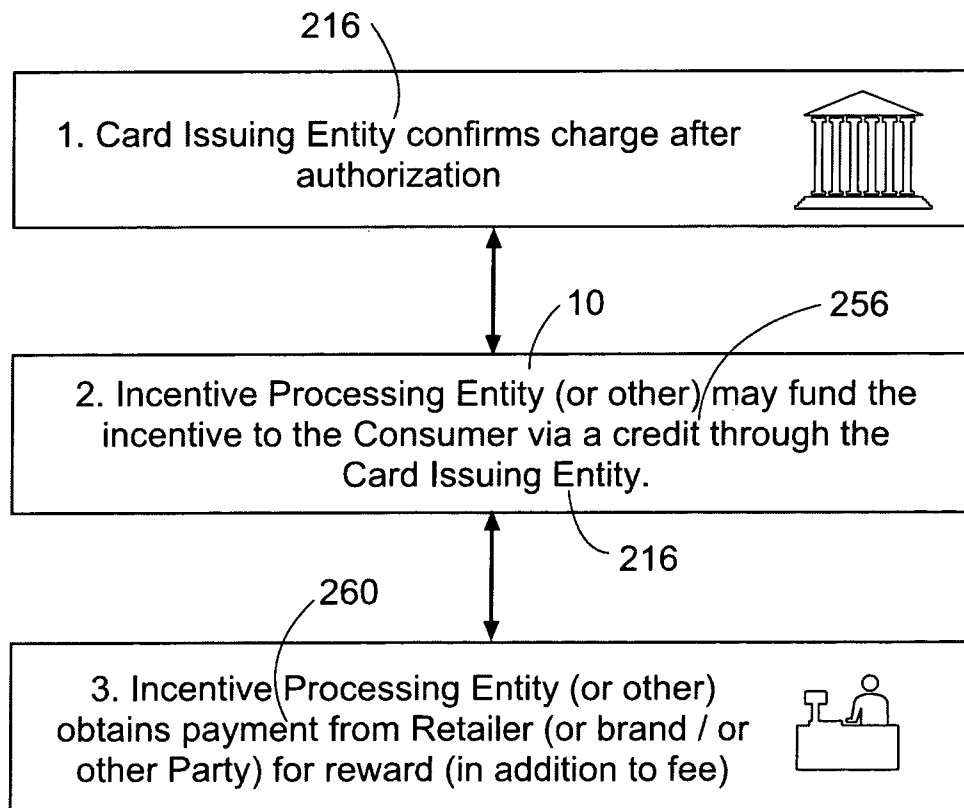 216
1. Card Issuing Entity confirms charge after
authorization
10
256
2. Incentive Processing Entity (or other) may fund the
incentive to the Consumer via a credit through the
Card Issuing Entity.
216
260
3. Incentive Processing Entity (or other)
obtains payment from Retailer (or brand / or
other Party) for reward (in addition to fee)